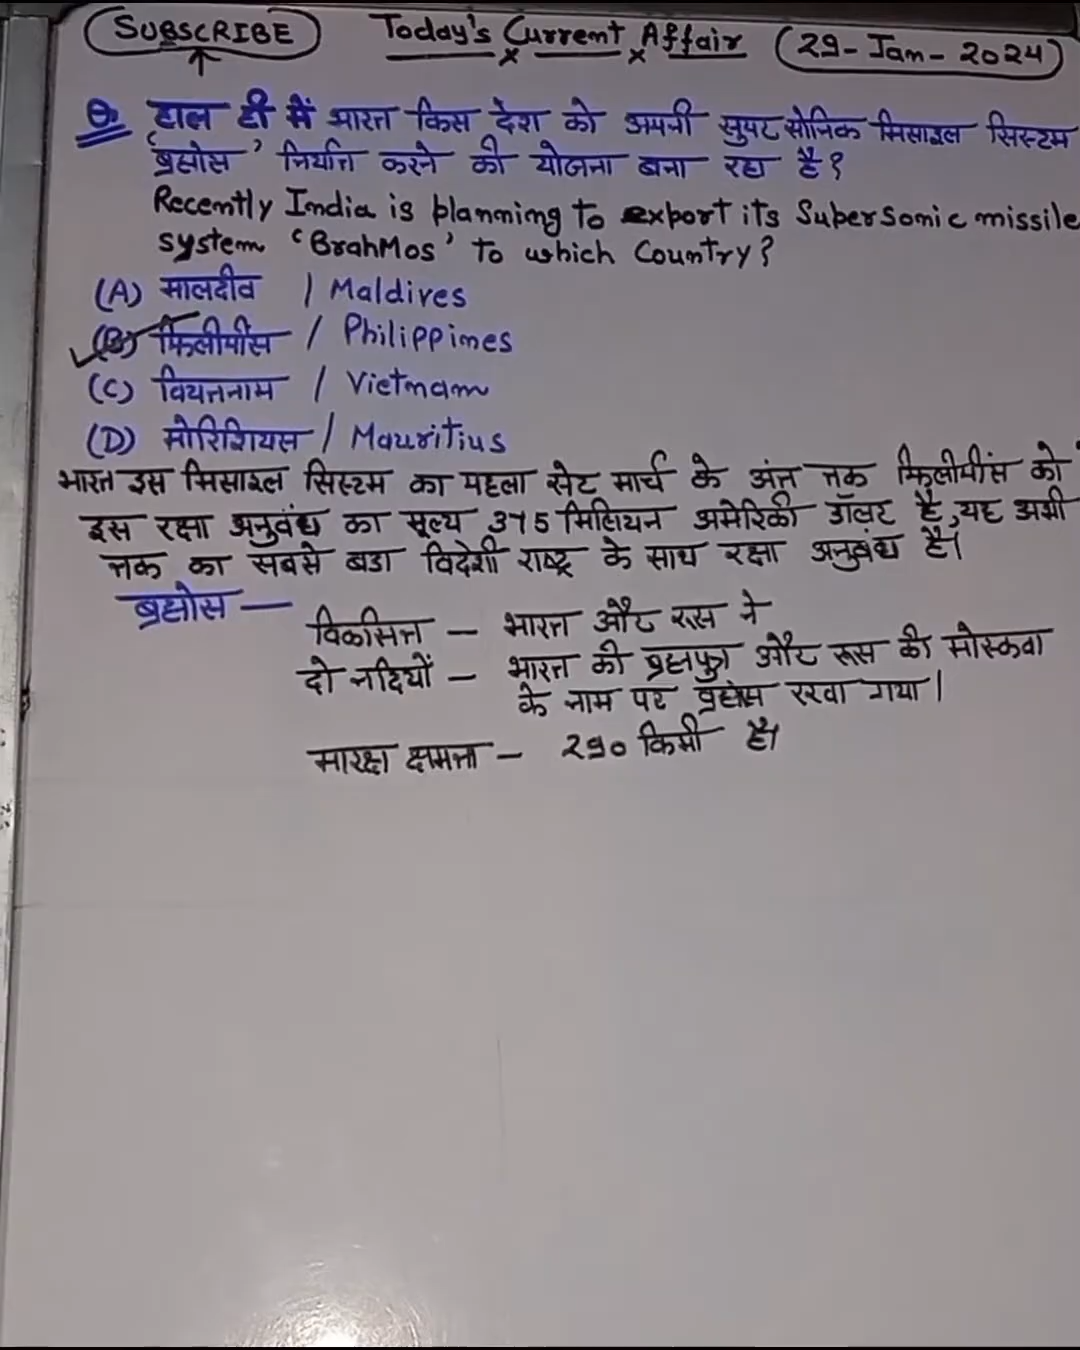 SUBSCRIBE Today's Current Affair (29-Jan-2024)
Q. हाल ही में भारत किस देश को अपनी सुपरसोनिक मिसाइल सिस्टम
'ब्रह्मोस' निर्यात करने की योजना बना रहा है?
Recently India is planning to export its Supersonic missile
system 'BrahMos' to which Country?
(A) मालदीव / Maldives
(B) फिलीपींस / Philippines
(C) वियतनाम / Vietnam
(D) मोरिशियस / Mauritius
भारत इस मिसाइल सिस्टम का पहला सेट मार्च के अंत तक फिलीपींस को
इस रक्षा अनुबंध का मूल्य 375 मिलियन अमेरिकी डॉलर है, यह अभी
तक का सबसे बडा विदेशी राष्ट्र के साथ रक्षा अनुबंध है।
ब्रह्मोस —
विकसित — भारत और रूस ने
दो नदियों — भारत की ब्रह्मपुत्रा और रूस की मोस्कवा
के नाम पर ब्रह्मोस रखा गया।
मारक्ष क्षमता — 290 किमी है।